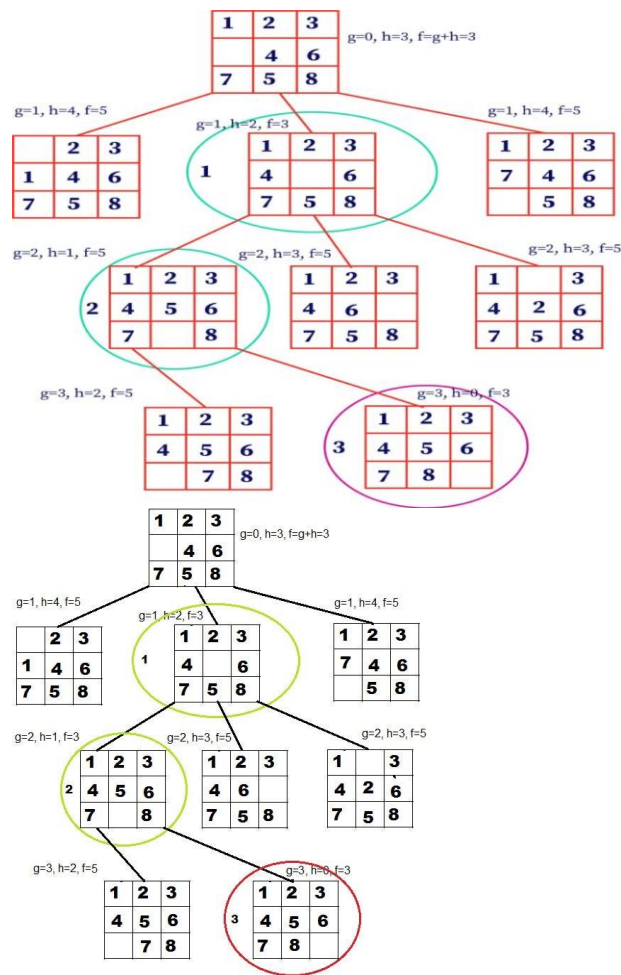 1 2 3
g=0, h=3, f=g+h=3
4 6
7 5 8
g=1, h=4, f=5
g=1, h=2, f=3
g=1, h=4, f=5
2 3
1 4 6
7 5 8
1
1 2 3
4 6
7 5 8
1 2 3
7 4 6
5 8
g=2, h=1, f=5
g=2, h=3, f=5
g=2, h=3, f=5
2
1 2 3
4 5 6
7 8
1 2 3
4 6
7 5 8
1 3
4 2 6
7 5 8
g=3, h=2, f=5
g=3, h=0, f=3
1 2 3
4 5 6
7 8
3
1 2 3
4 5 6
7 8
1 2 3
g=0, h=3, f=g+h=3
4 6
7 5 8
g=1, h=4, f=5
g=1, h=2, f=3
g=1, h=4, f=5
2 3
1 4 6
7 5 8
1
1 2 3
4 6
7 5 8
1 2 3
7 4 6
5 8
g=2, h=1, f=3
g=2, h=3, f=5
g=2, h=3, f=5
2
1 2 3
4 5 6
7 8
1 2 3
4 6
7 5 8
1 3
4 2 6
7 5 8
g=3, h=2, f=5
g=3, h=0, f=3
1 2 3
4 5 6
7 8
3
1 2 3
4 5 6
7 8